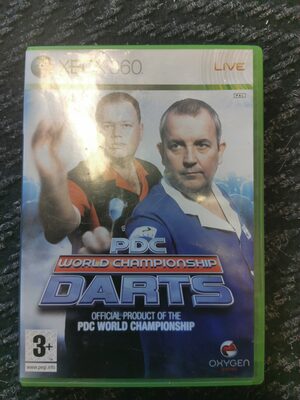 XBOX 360
LIVE
PDC
WORLD CHAMPIONSHIP
DARTS
OFFICIAL PRODUCT OF THE
PDC WORLD CHAMPIONSHIP
3+
www.pegi.info
OXYGEN